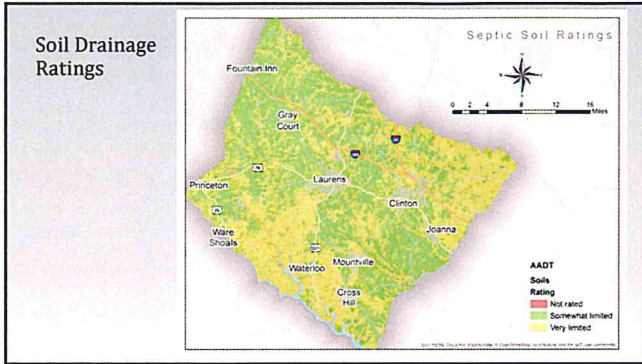 Soil Drainage
Ratings
Septic Soil Ratings
0 2 4 8 12 16
Miles
Fountain Inn
Gray
Court
Princeton
Laurens
Clinton
Ware
Shoals
Joanna
Waterloo
Mountville
Cross
Hill
AADT
Soils
Rating
Not rated
Somewhat limited
Very limited